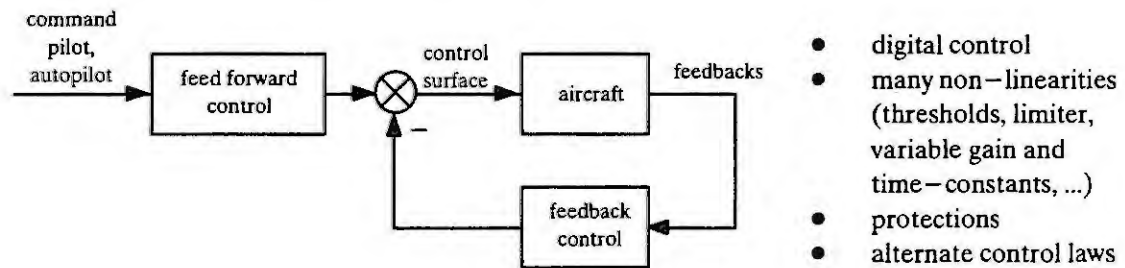 command
pilot,
autopilot
feed forward
control
control
surface
aircraft
feedbacks
feedback
control
−
● digital control
● many non−linearities
(thresholds, limiter,
variable gain and
time−constants, ...)
● protections
● alternate control laws